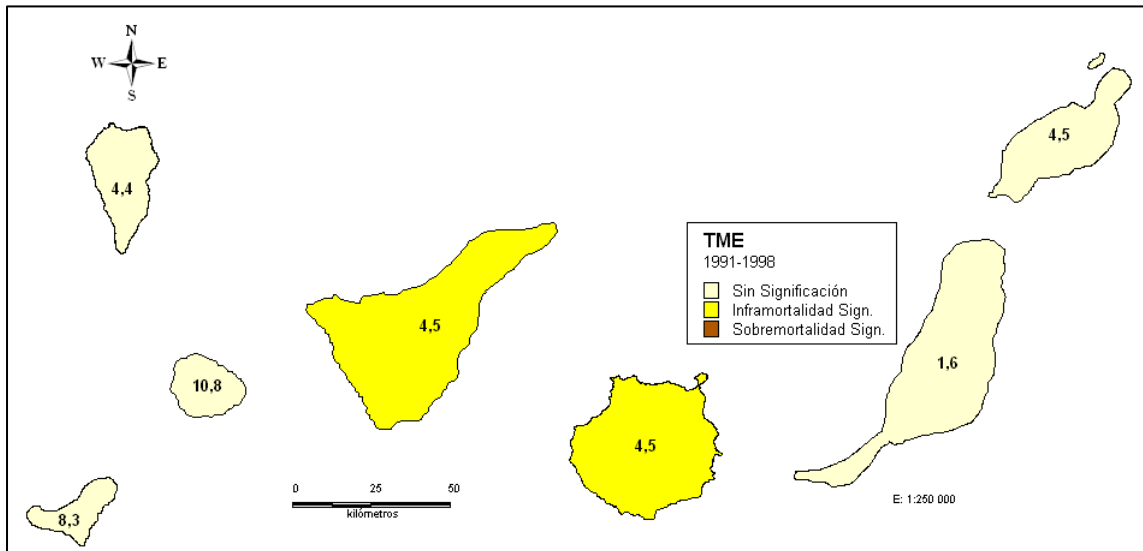 N
W E
S
4,5
4,4
TME
1991-1998
Sin Significación
Inframortalidad Sign.
Sobremortalidad Sign.
4,5
1,6
10,8
4,5
0 25 50
kilómetros
E: 1:250 000
8,3